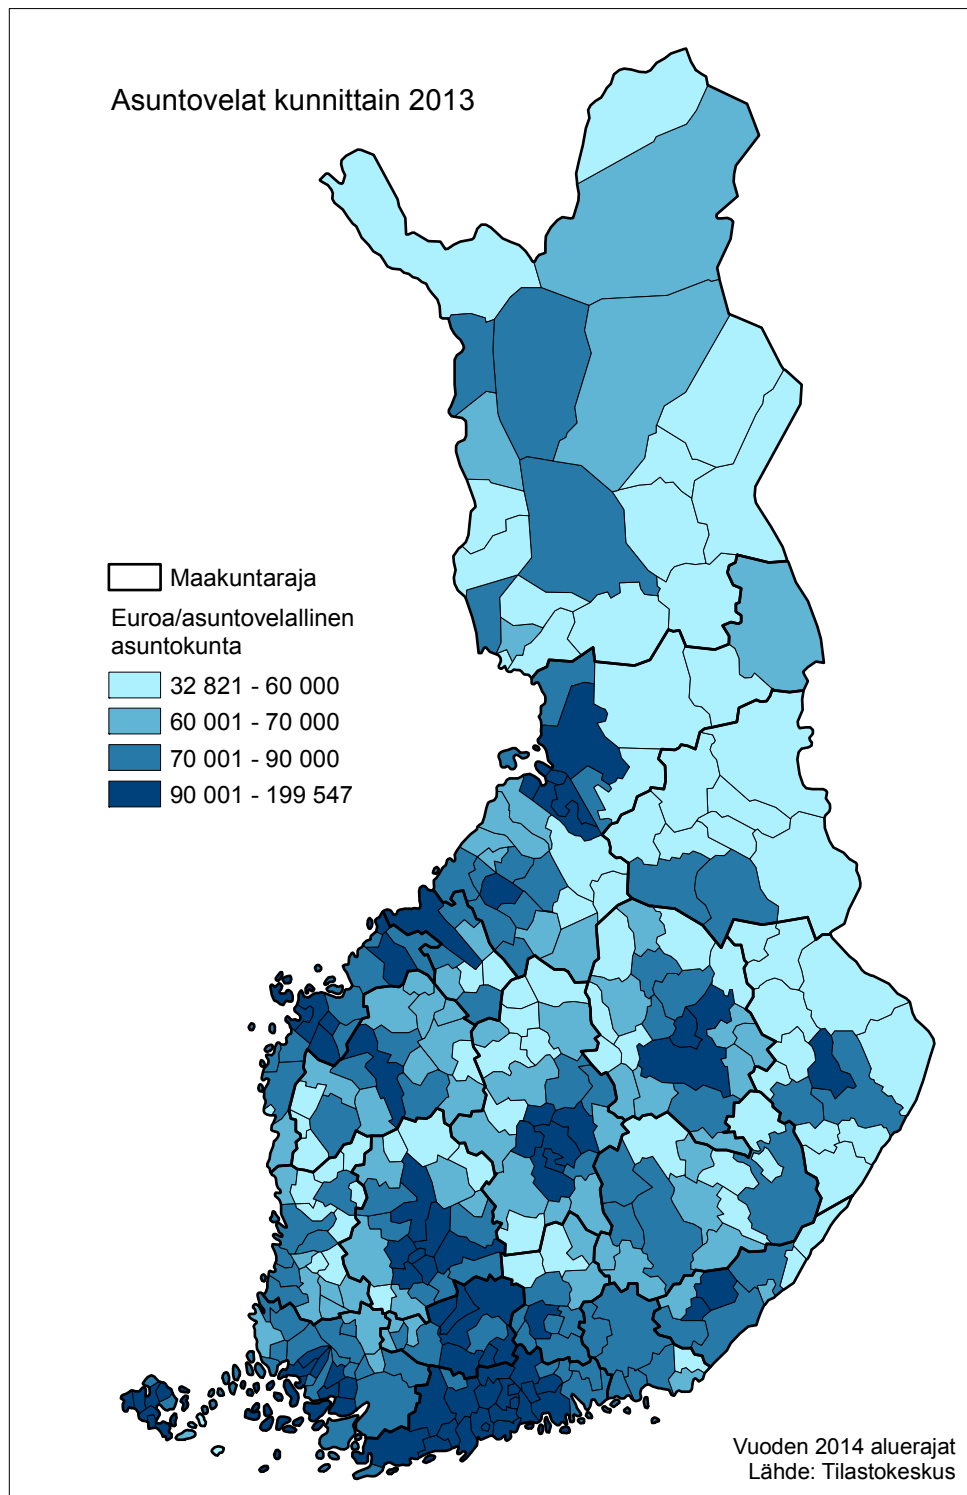 Asuntovelat kunnittain 2013
Maakuntaraja
Euroa/asuntovelallinen
asuntokunta
32 821 - 60 000
60 001 - 70 000
70 001 - 90 000
90 001 - 199 547
Vuoden 2014 aluerajat
Lähde: Tilastokeskus